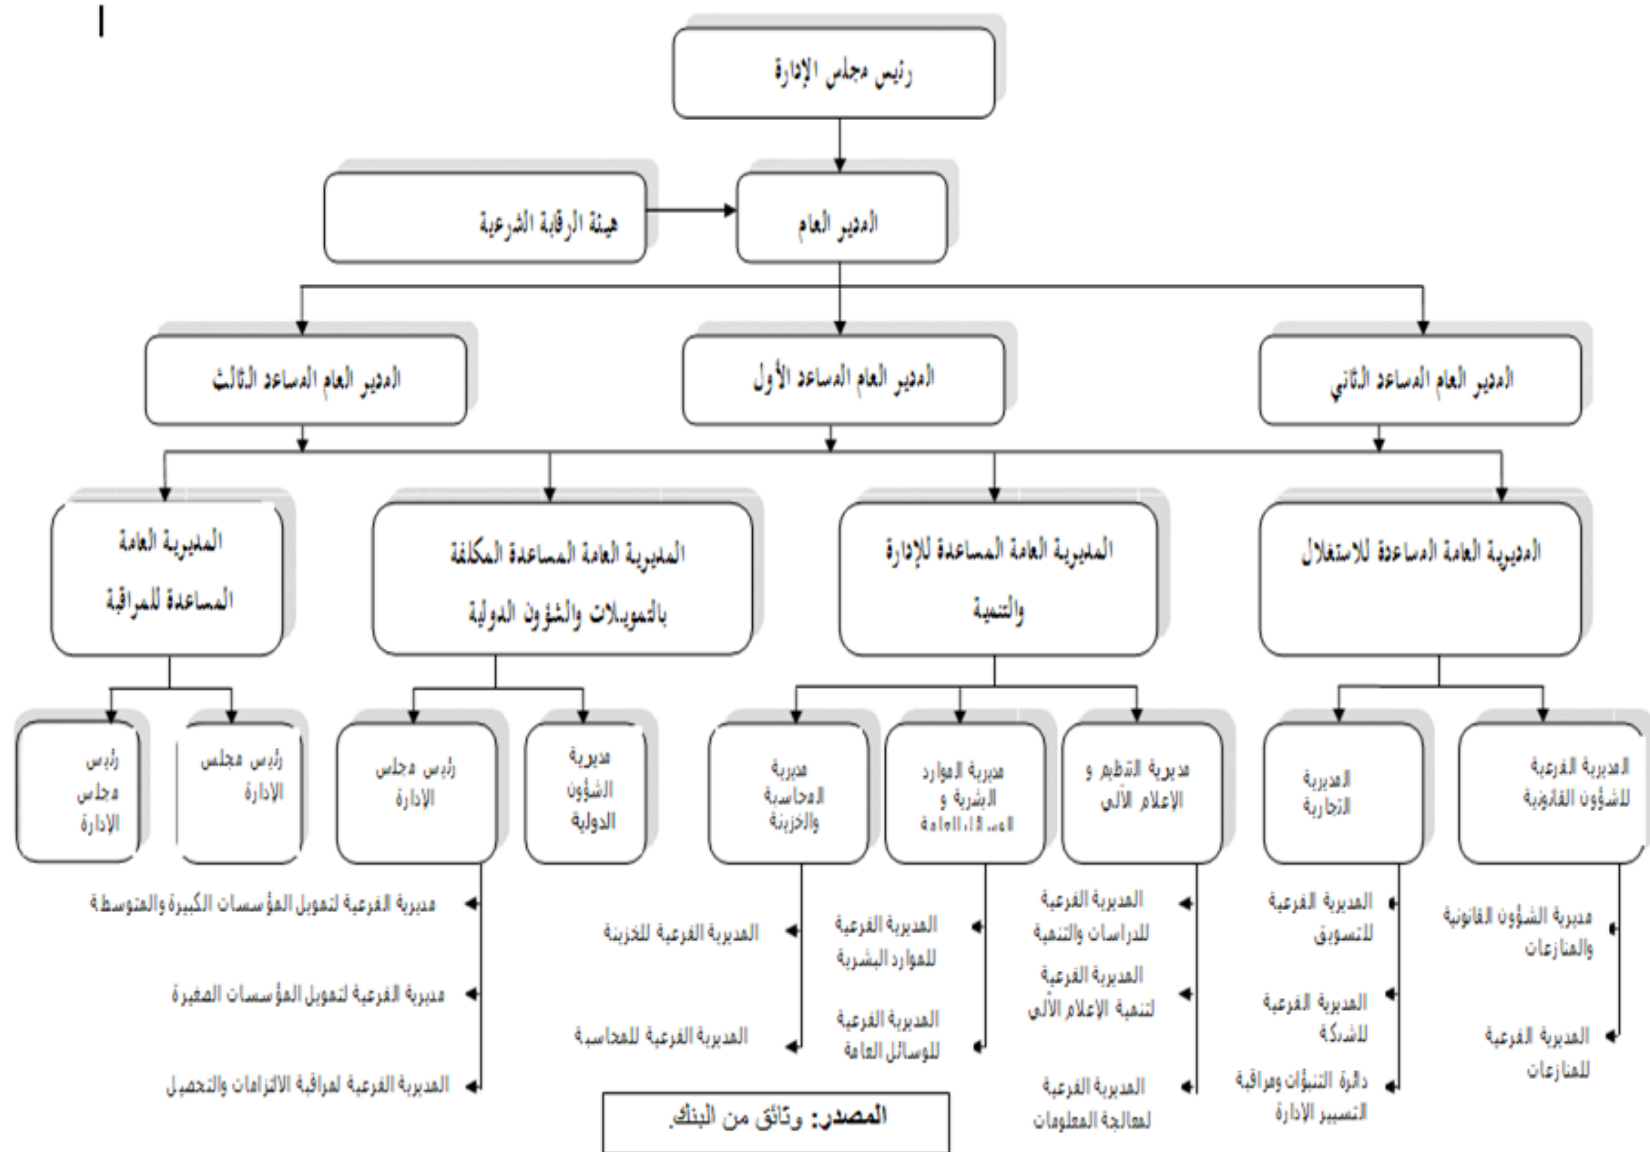 رئيس مجلس الإدارة
المدير العام
هيئة الرقابة الشرعية
المدير العام المساعد الثاني
المدير العام المساعد الأول
المدير العام المساعد الثالث
المديرية العامة المساعدة للاستغلال
المديرية العامة المساعدة للإدارة
والتنمية
المديرية العامة المساعدة المكلفة
بالتمويلات والشؤون الدولية
المديرية العامة
المساعدة للمراقبة
المديرية الفرعية
للشؤون القانونية
المديرية
التجارية
مديرية التنظيم و
الإعلام الآلي
مديرية الموارد
البشرية و
الوسائل العامة
مديرية
المحاسبة
والخزينة
مديرية
الشؤون
الدولية
رئيس مجلس
الإدارة
رئيس مجلس
الإدارة
رئيس
مجلس
الإدارة
مديرية الشؤون القانونية
والمنازعات
المديرية الفرعية
للمنازعات
المديرية الفرعية
للتسويق
المديرية الفرعية
للشبكة
دائرة التنبؤات ومراقبة
التسيير الإدارة
المديرية الفرعية
للدراسات والتنمية
المديرية الفرعية
لتنمية الإعلام الآلي
المديرية الفرعية
لمعالجة المعلومات
المديرية الفرعية
للموارد البشرية
المديرية الفرعية
للوسائل العامة
المديرية الفرعية للخزينة
المديرية الفرعية للمحاسبة
مديرية الفرعية لتمويل المؤسسات الكبيرة والمتوسطة
مديرية الفرعية لتمويل المؤسسات الصغيرة
المديرية الفرعية لمراقبة الالتزامات والتحصيل
المصدر: وثائق من البنك.